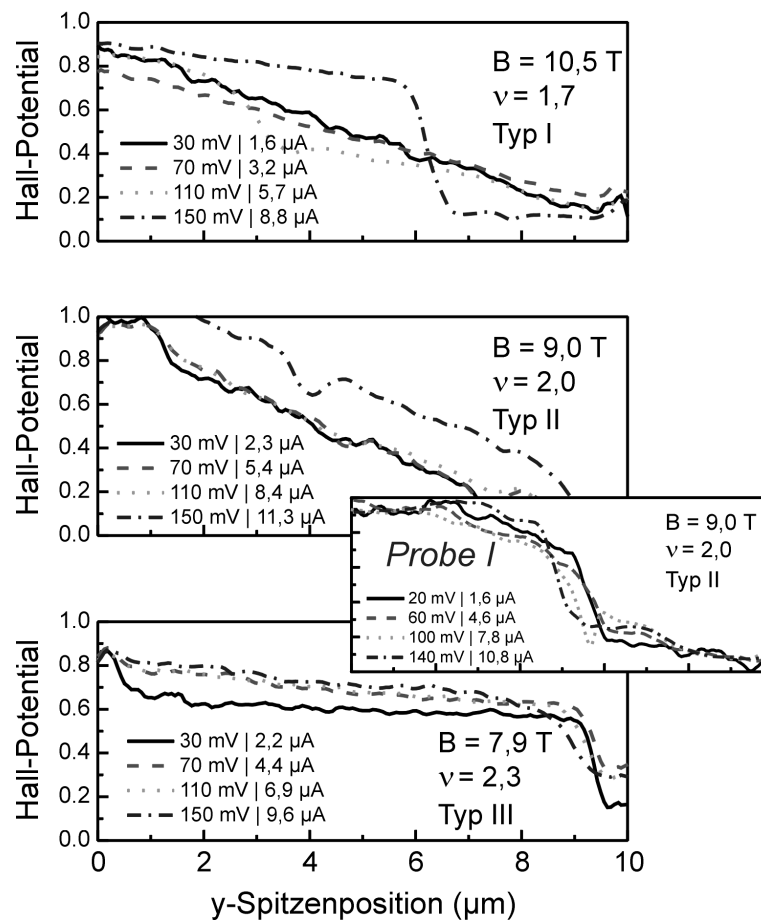 1.0
0.8
0.6
0.4
0.2
0.0
Hall-Potential
B = 10,5 T
ν = 1,7
Typ I
30 mV | 1,6 µA
70 mV | 3,2 µA
110 mV | 5,7 µA
150 mV | 8,8 µA
1.0
0.8
0.6
0.4
0.2
0.0
Hall-Potential
B = 9,0 T
ν = 2,0
Typ II
30 mV | 2,3 µA
70 mV | 5,4 µA
110 mV | 8,4 µA
150 mV | 11,3 µA
Probe I
B = 9,0 T
ν = 2,0
Typ II
20 mV | 1,6 µA
60 mV | 4,6 µA
100 mV | 7,8 µA
140 mV | 10,8 µA
1.0
0.8
0.6
0.4
0.2
0.0
Hall-Potential
30 mV | 2,2 µA
70 mV | 4,4 µA
110 mV | 6,9 µA
150 mV | 9,6 µA
B = 7,9 T
ν = 2,3
Typ III
0 2 4 6 8 10
y-Spitzenposition (µm)